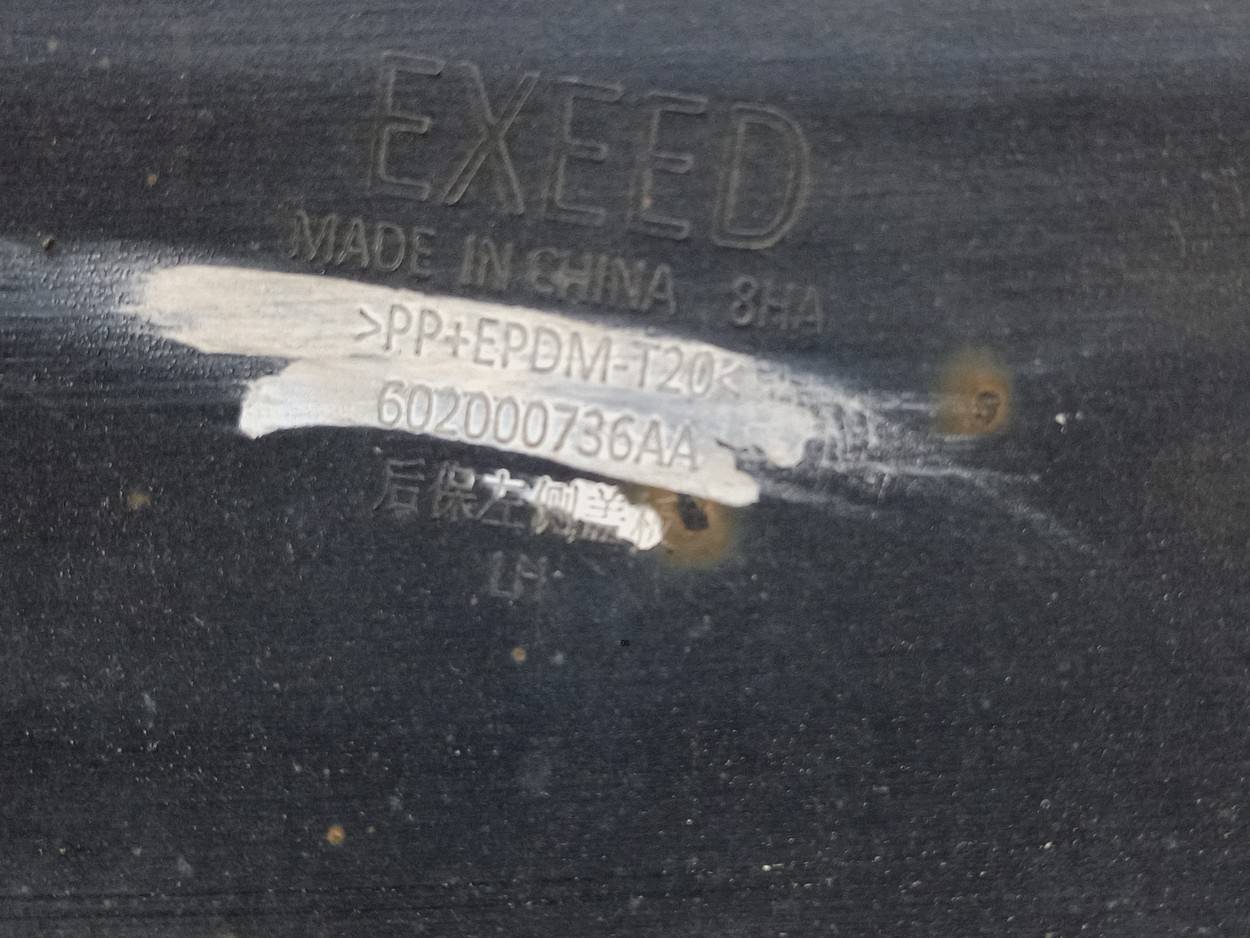 EXEED
MADE IN CHINA 8HA
>PP+EPDM-T20<
602000736AA
后保左侧盖板
LH